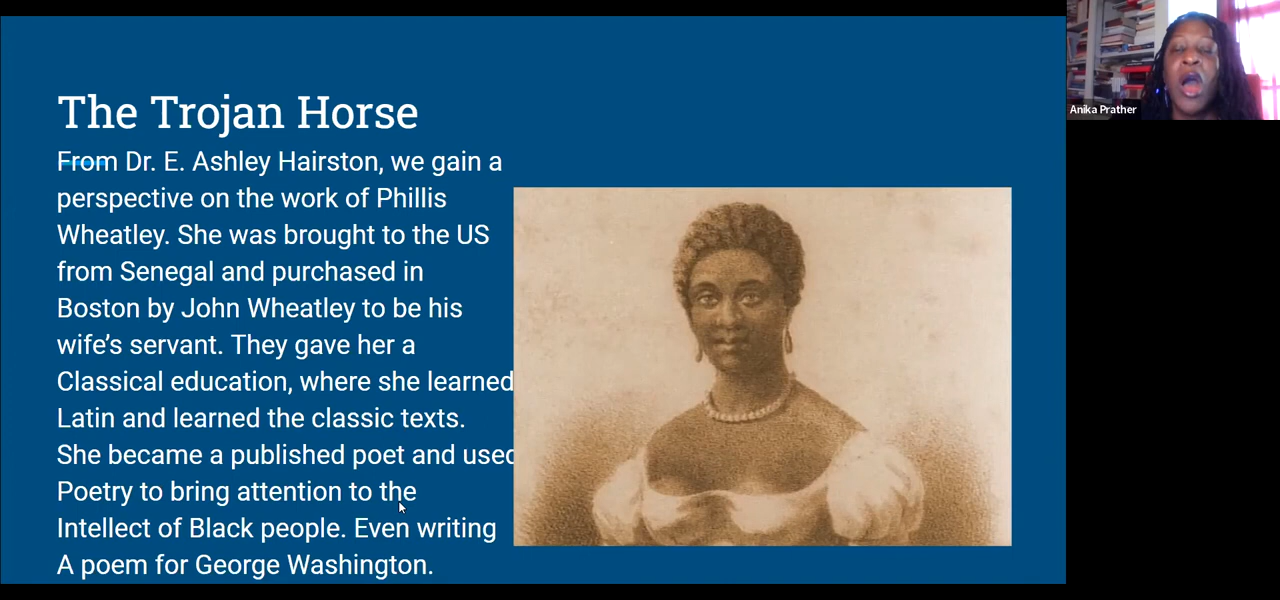 The Trojan Horse
From Dr. E. Ashley Hairston, we gain a
perspective on the work of Phillis
Wheatley. She was brought to the US
from Senegal and purchased in
Boston by John Wheatley to be his
wife’s servant. They gave her a
Classical education, where she learned
Latin and learned the classic texts.
She became a published poet and used
Poetry to bring attention to the
Intellect of Black people. Even writing
A poem for George Washington.
Anika Prather